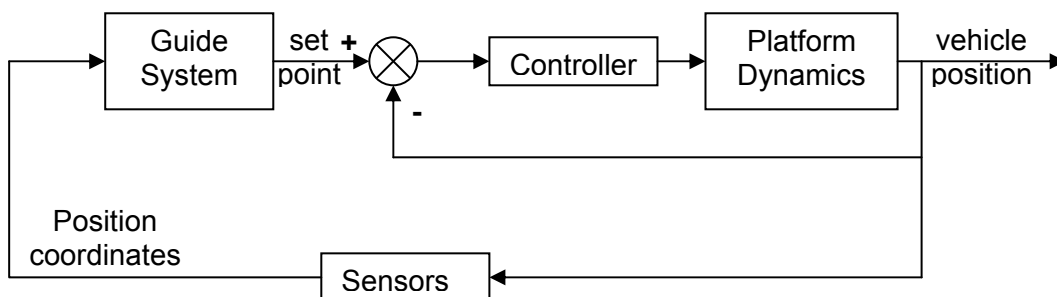 Guide
System
set
point
+
-
Controller
Platform
Dynamics
vehicle
position
Position
coordinates
Sensors